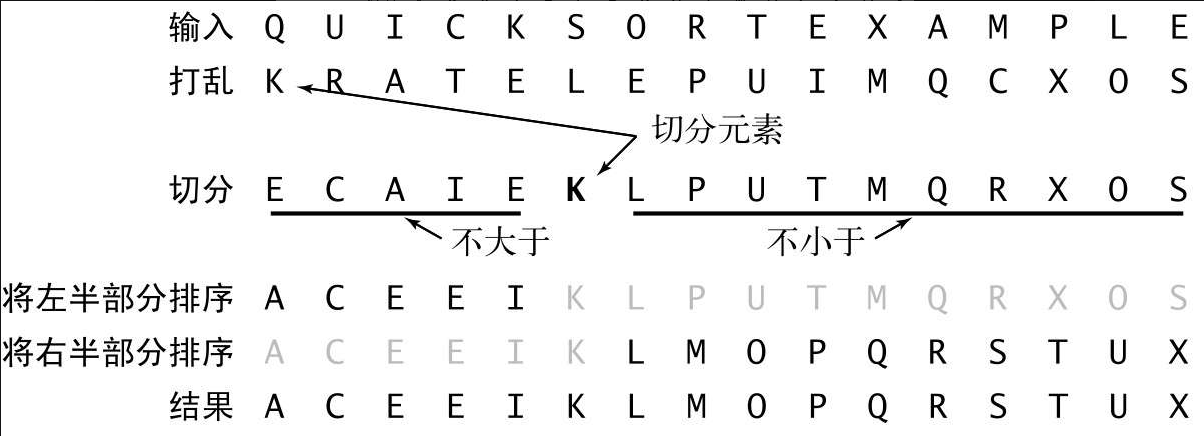 输入 Q U I C K S O R T E X A M P L E
打乱 K R A T E L E P U I M Q C X O S
切分元素
切分 E C A I E K L P U T M Q R X O S
不大于 不小于
将左半部分排序 A C E E I K L P U T M Q R X O S
将右半部分排序 A C E E I K L M O P Q R S T U X
结果 A C E E I K L M O P Q R S T U X